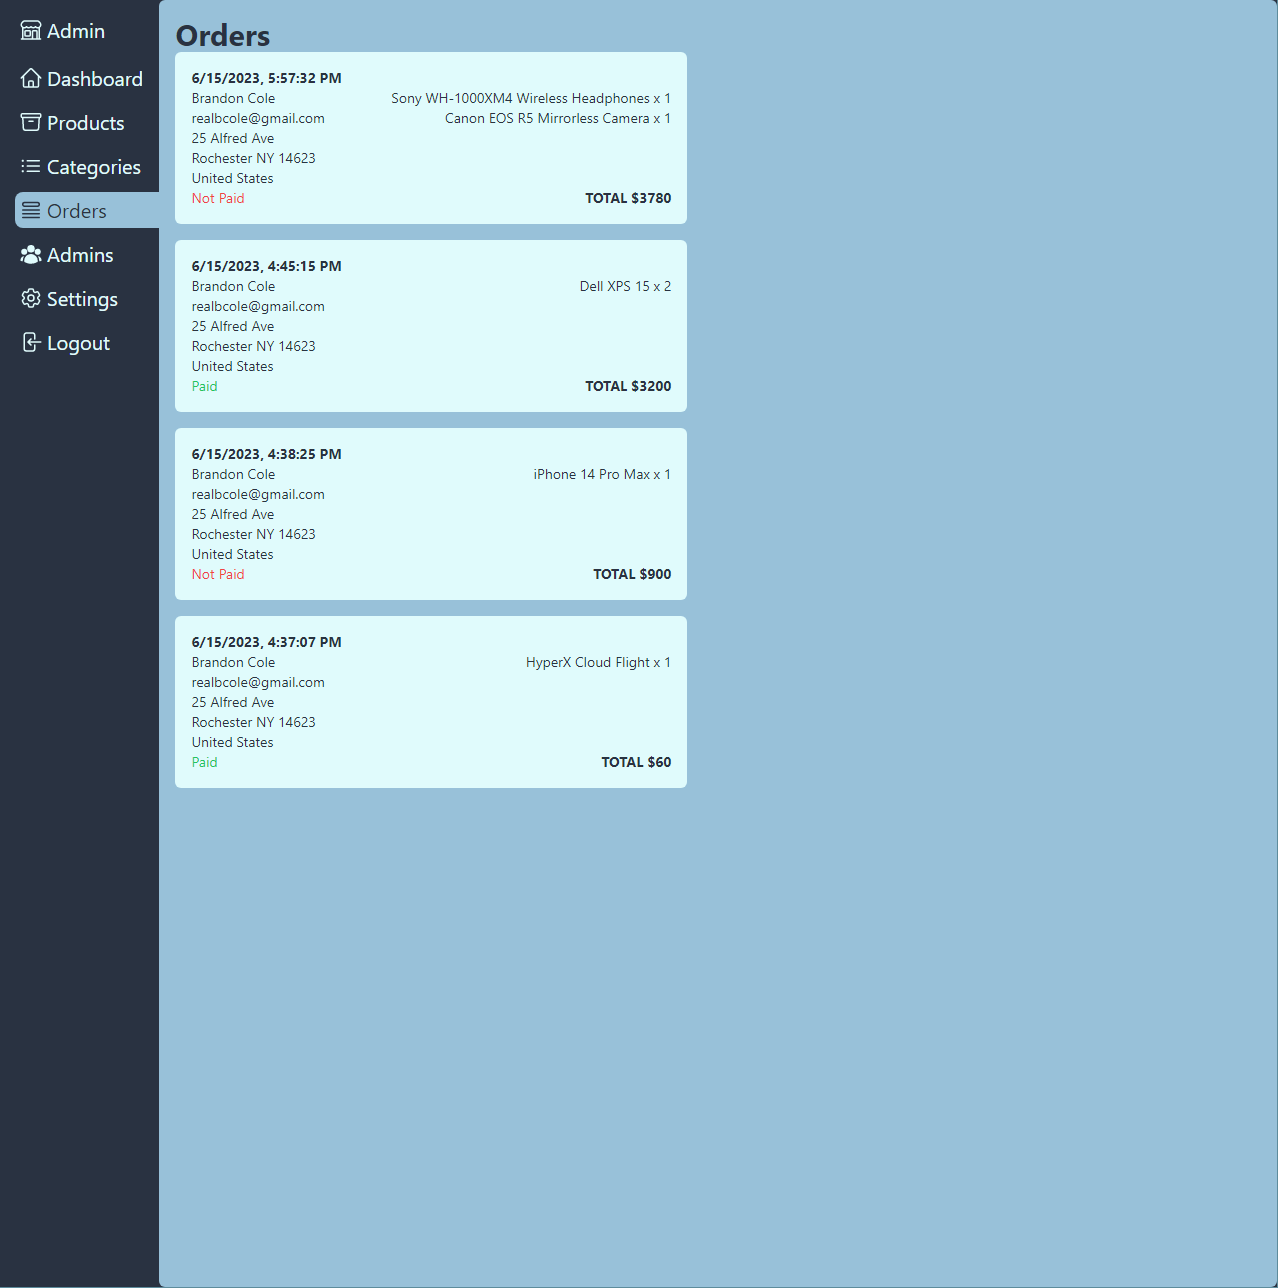 Admin
Dashboard
Products
Categories
Orders
Admins
Settings
Logout
Orders
6/15/2023, 5:57:32 PM
Brandon Cole
realbcole@gmail.com
25 Alfred Ave
Rochester NY 14623
United States
Not Paid
Sony WH-1000XM4 Wireless Headphones x 1
Canon EOS R5 Mirrorless Camera x 1
TOTAL $3780
6/15/2023, 4:45:15 PM
Brandon Cole
realbcole@gmail.com
25 Alfred Ave
Rochester NY 14623
United States
Paid
Dell XPS 15 x 2
TOTAL $3200
6/15/2023, 4:38:25 PM
Brandon Cole
realbcole@gmail.com
25 Alfred Ave
Rochester NY 14623
United States
Not Paid
iPhone 14 Pro Max x 1
TOTAL $900
6/15/2023, 4:37:07 PM
Brandon Cole
realbcole@gmail.com
25 Alfred Ave
Rochester NY 14623
United States
Paid
HyperX Cloud Flight x 1
TOTAL $60